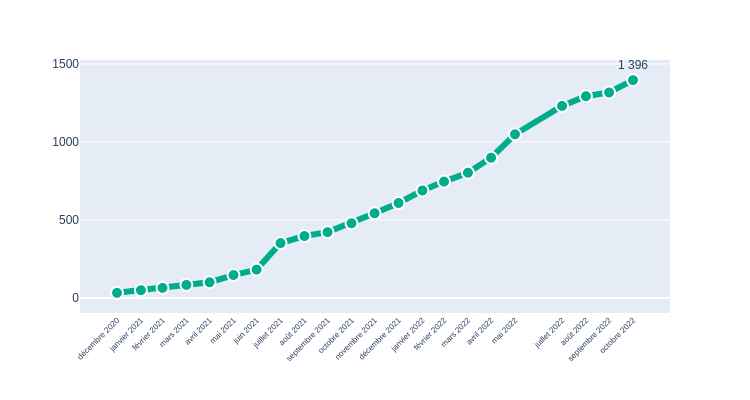 1500
1 396
1000
500
0
décembre 2020
janvier 2021
février 2021
mars 2021
avril 2021
mai 2021
juin 2021
juillet 2021
août 2021
septembre 2021
octobre 2021
novembre 2021
décembre 2021
janvier 2022
février 2022
mars 2022
avril 2022
mai 2022
juillet 2022
août 2022
septembre 2022
octobre 2022